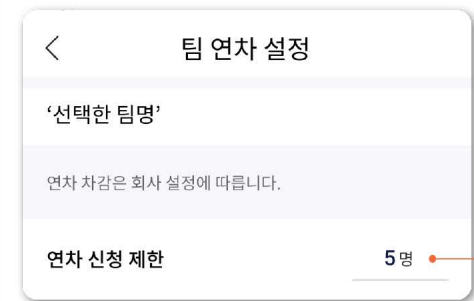 팀 연차 설정
‘선택한 팀명’
연차 차감은 회사 설정에 따릅니다.
연차 신청 제한 5명